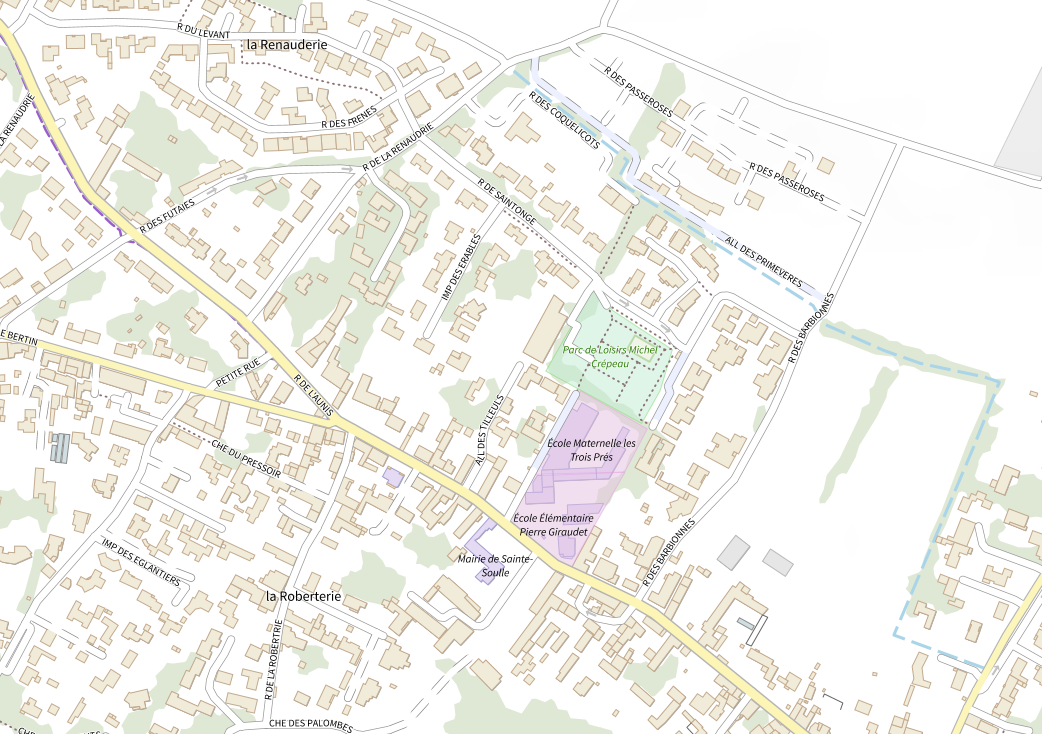 R DU LEVANT
la Renauderie
R DES PASSEROSES
R DES COQUELICOTS
R DES FRENES
R DE LA RENAUDRIE
LA RENAUDRIE
R DES PASSEROSES
R DE SAINTONGE
R DES FUTAIES
IMP DES ERABLES
ALL DES PRIMEVERES
R DES BARBIONNES
E BERTIN
PETITE RUE
Parc de Loisirs Michel
Crépeau
R DE L'AUNIS
ALL DES TILLEULS
CHE DU PRESSOIR
École Maternelle les
Trois Prés
École Élémentaire
Pierre Giraudet
IMP DES EGLANTIERS
Mairie de Sainte-
Soulle
R DES BARBIONNES
la Roberterie
R DE LA ROBERTRIE
CHE DES PALOMBES